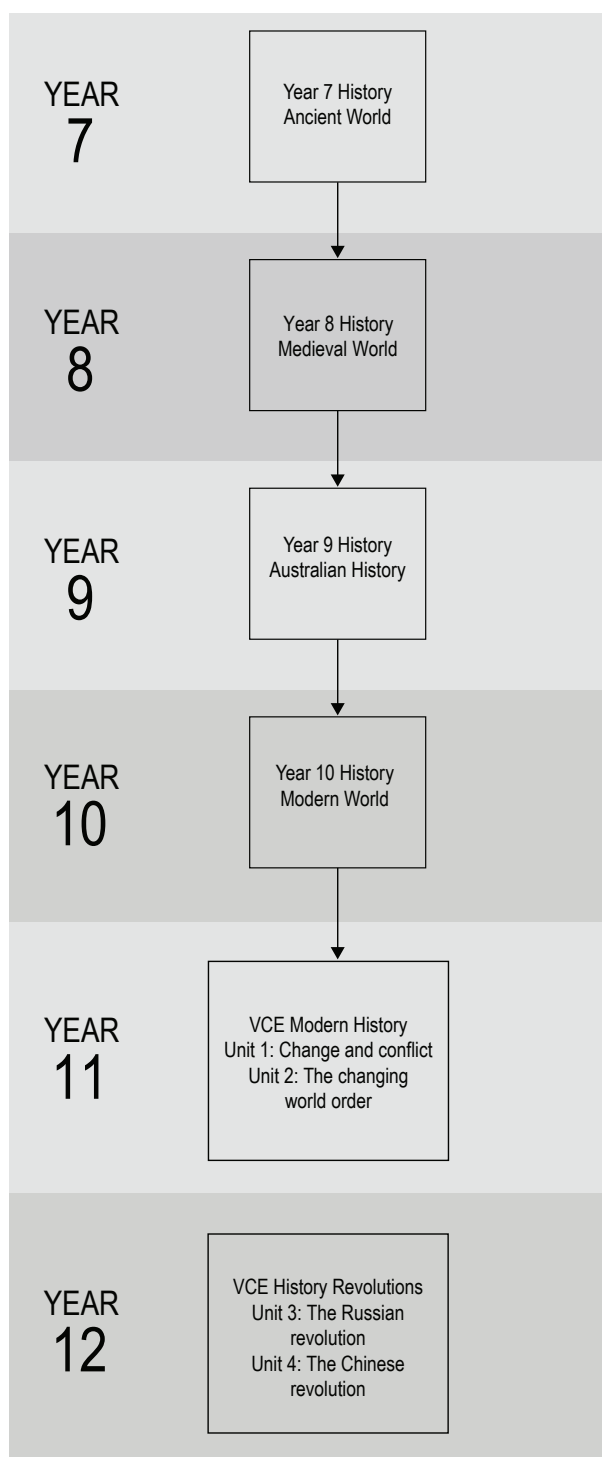 YEAR
7
Year 7 History
Ancient World
YEAR
8
Year 8 History
Medieval World
YEAR
9
Year 9 History
Australian History
YEAR
10
Year 10 History
Modern World
YEAR
11
VCE Modern History
Unit 1: Change and conflict
Unit 2: The changing
world order
YEAR
12
VCE History Revolutions
Unit 3: The Russian
revolution
Unit 4: The Chinese
revolution